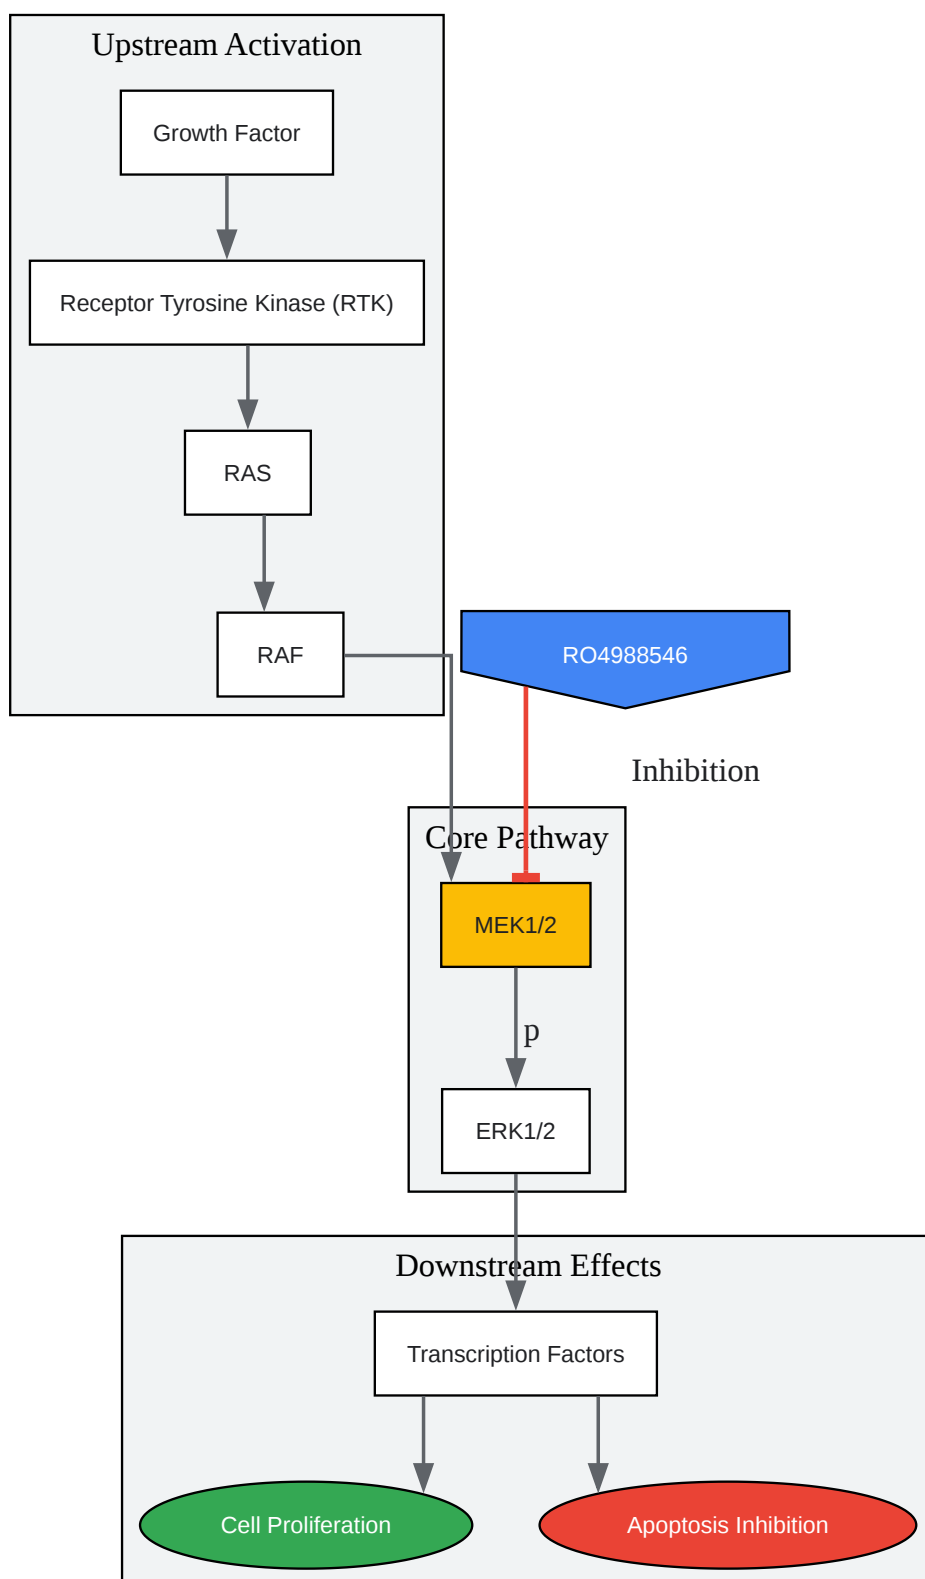 Upstream Activation
Growth Factor
Receptor Tyrosine Kinase (RTK)
RAS
RAF
RO4988546
Inhibition
Core Pathway
MEK1/2
p
ERK1/2
Downstream Effects
Transcription Factors
Cell Proliferation
Apoptosis Inhibition